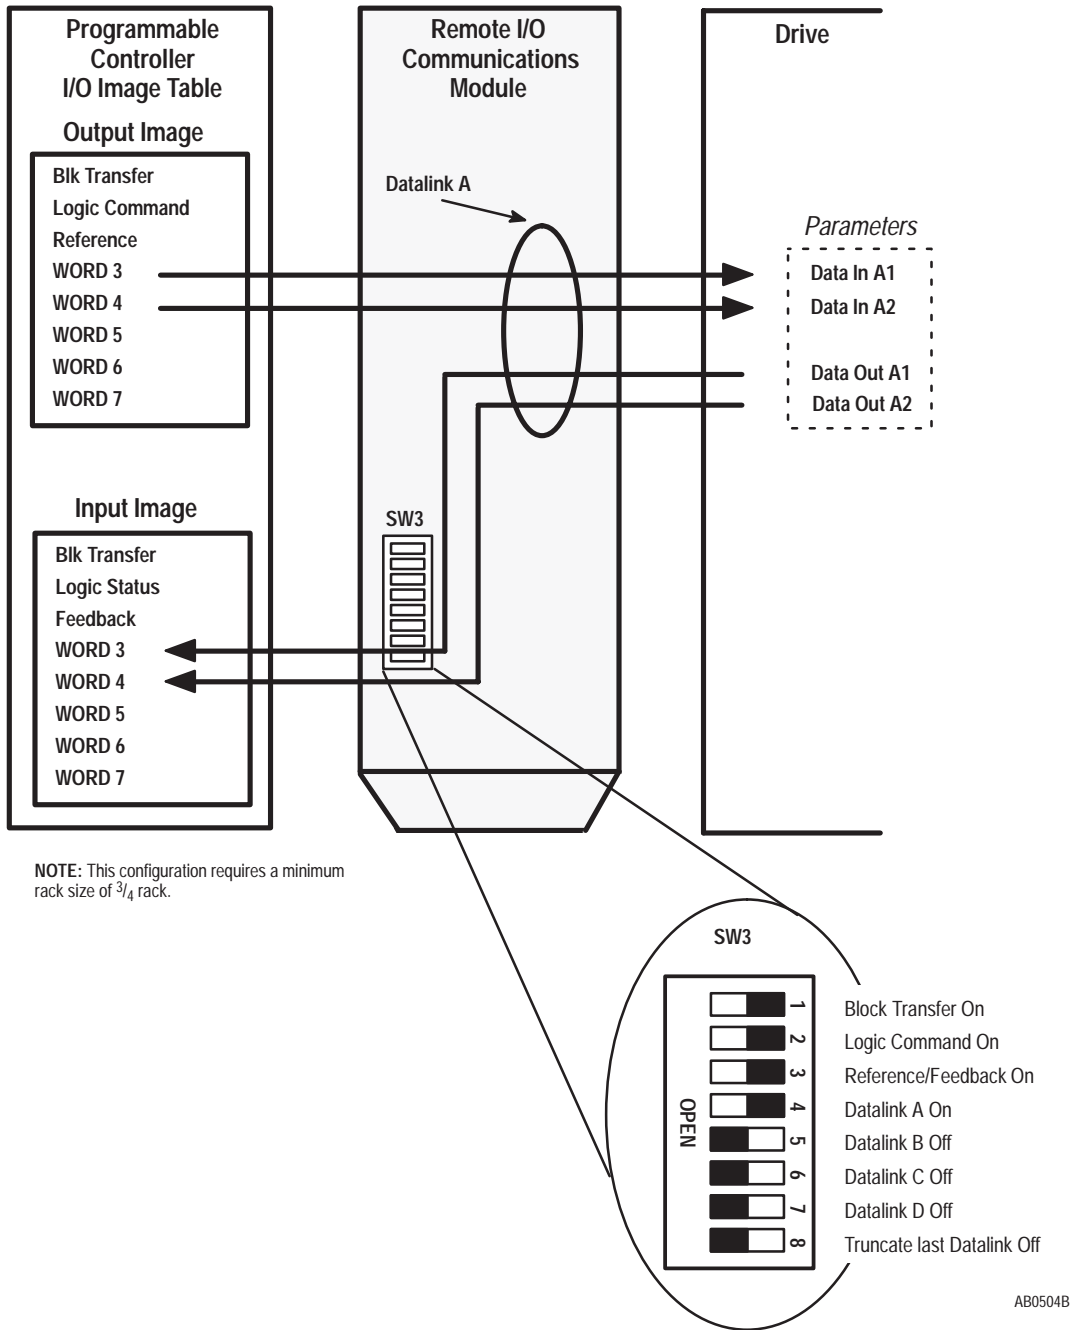 Programmable
Controller
I/O Image Table
Output Image
Blk Transfer
Logic Command
Reference
WORD 3
WORD 4
WORD 5
WORD 6
WORD 7
Input Image
Blk Transfer
Logic Status
Feedback
WORD 3
WORD 4
WORD 5
WORD 6
WORD 7
NOTE: This configuration requires a minimum
rack size of 3/4 rack.
Remote I/O
Communications
Module
Datalink A
SW3
Drive
Parameters
Data In A1
Data In A2
Data Out A1
Data Out A2
SW3
OPEN
1 Block Transfer On
2 Logic Command On
3 Reference/Feedback On
4 Datalink A On
5 Datalink B Off
6 Datalink C Off
7 Datalink D Off
8 Truncate last Datalink Off
AB0504B